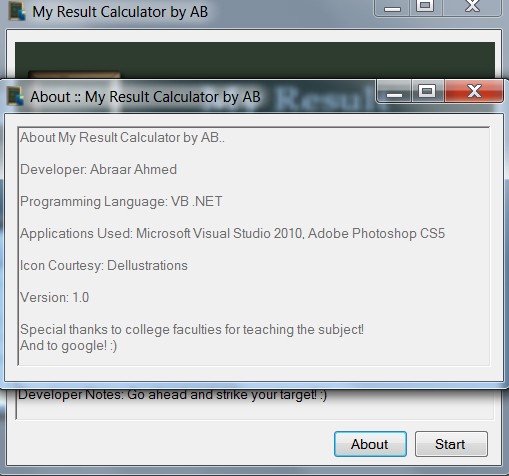 My Result Calculator by AB
My Result
About :: My Result Calculator by AB
About My Result Calculator by AB..
Developer: Abraar Ahmed
Programming Language: VB .NET
Applications Used: Microsoft Visual Studio 2010, Adobe Photoshop CS5
Icon Courtesy: Dellustrations
Version: 1.0
Special thanks to college faculties for teaching the subject!
And to google! :)
Developer Notes: Go ahead and strike your target! :)
About
Start